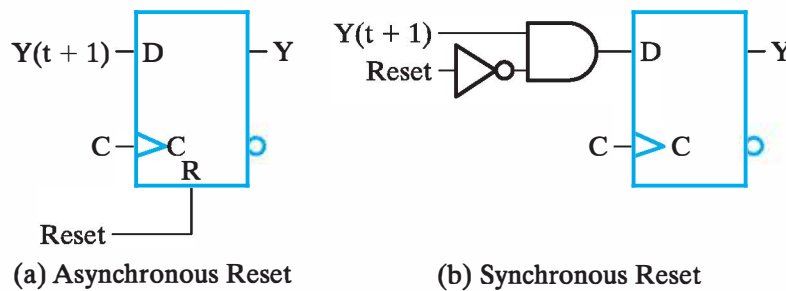 Y(t + 1) D Y
C C
R
Reset
(a) Asynchronous Reset
Y(t + 1)
Reset
D Y
C C
(b) Synchronous Reset